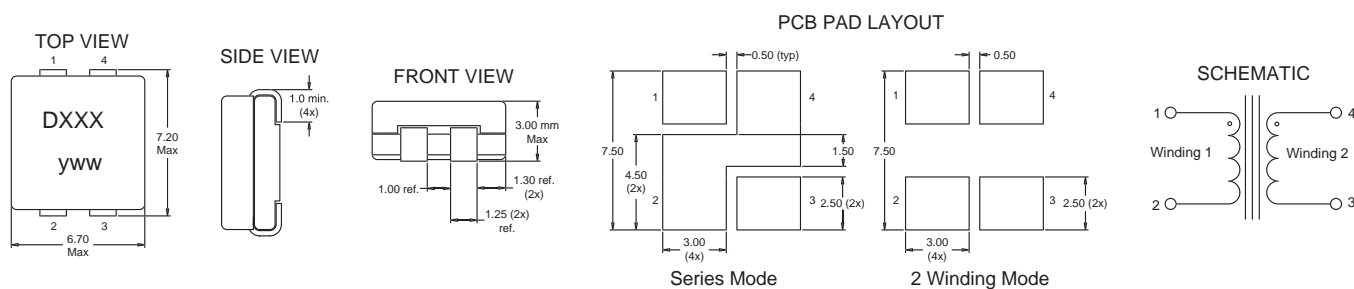 PCB PAD LAYOUT
TOP VIEW
1
4
DXXX
yww
7.20
Max
2
3
6.70
Max
SIDE VIEW
1.0 min.
(4x)
FRONT VIEW
3.00 mm
Max
1.00 ref.
1.30 ref.
(2x)
1.25 (2x)
ref.
0.50 (typ)
1
4
7.50
4.50
(2x)
1.50
2
3
2.50 (2x)
3.00
(4x)
Series Mode
0.50
1
4
7.50
2
3
2.50 (2x)
3.00
(4x)
2 Winding Mode
SCHEMATIC
1
4
Winding 1
Winding 2
2
3